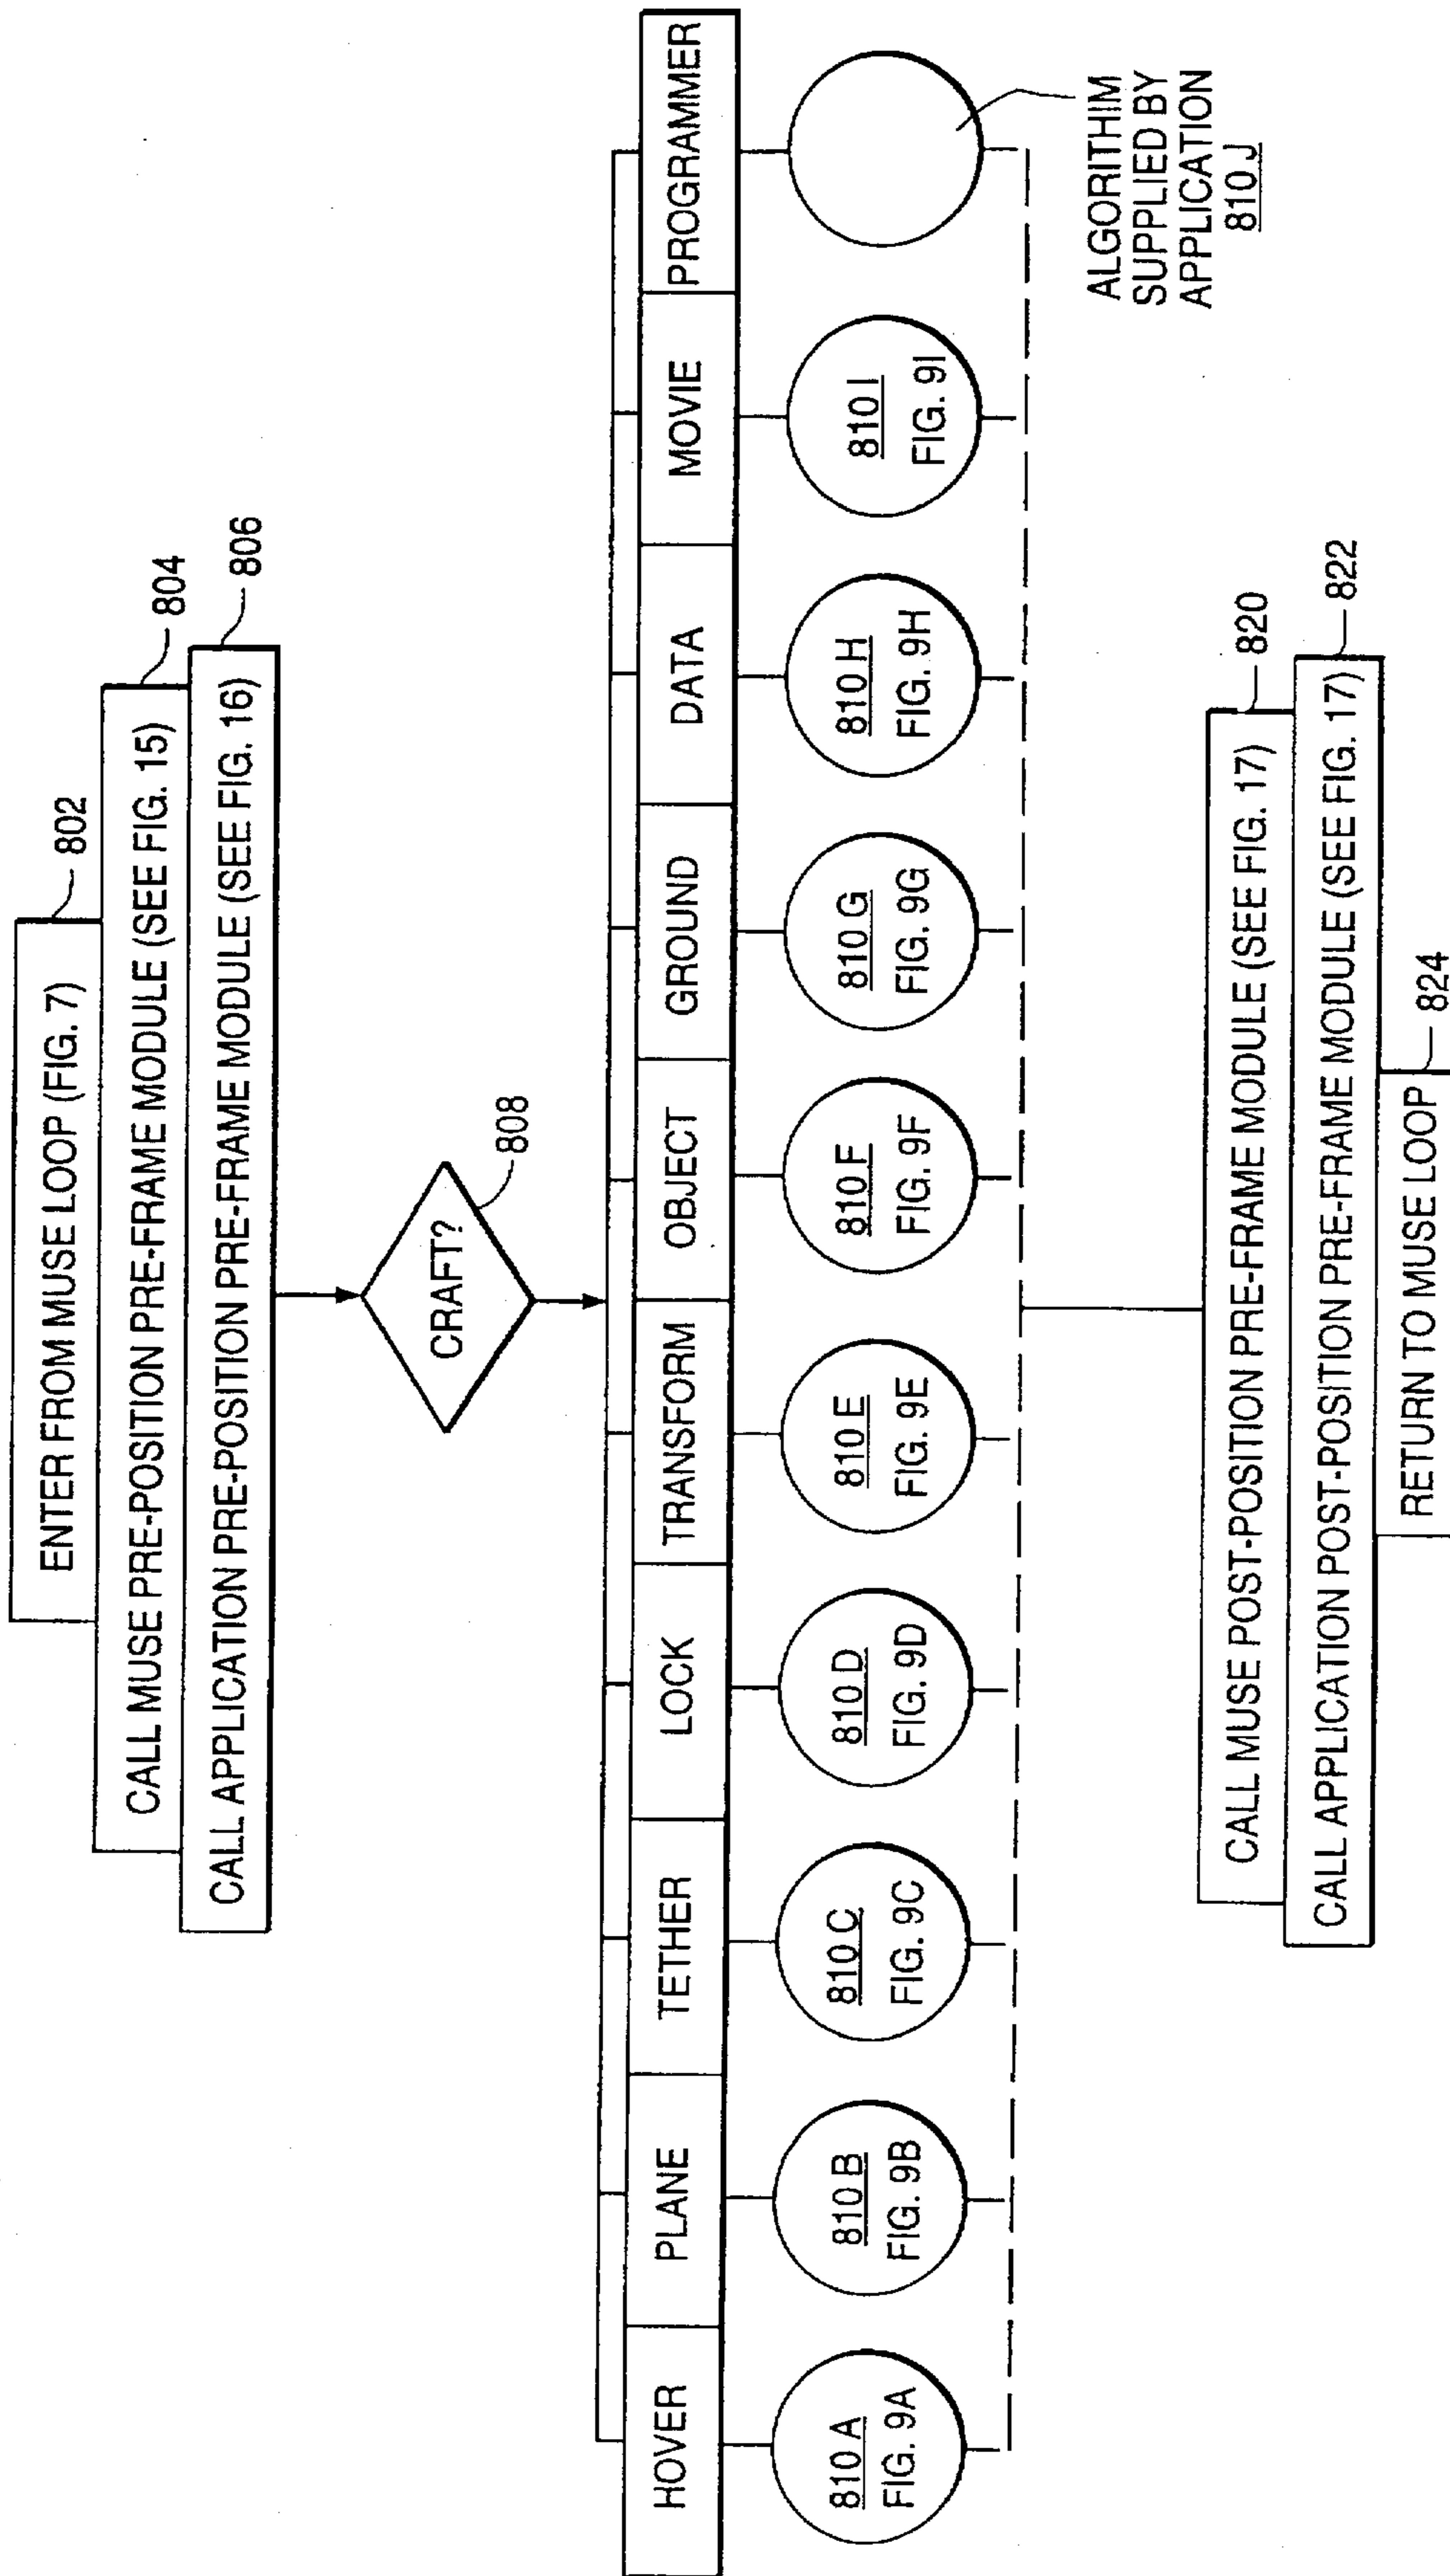 ENTER FROM MUSE LOOP (FIG. 7)
802
CALL MUSE PRE-POSITION PRE-FRAME MODULE (SEE FIG. 15)
804
CALL APPLICATION PRE-POSITION PRE-FRAME MODULE (SEE FIG. 16)
806
CRAFT?
808
HOVER
PLANE
TETHER
LOCK
TRANSFORM
OBJECT
GROUND
DATA
MOVIE
PROGRAMMER
810 A
FIG. 9A
810 B
FIG. 9B
810 C
FIG. 9C
810 D
FIG. 9D
810 E
FIG. 9E
810 F
FIG. 9F
810 G
FIG. 9G
810 H
FIG. 9H
810 I
FIG. 9I
ALGORITHIM
SUPPLIED BY
APPLICATION
810 J
CALL MUSE POST-POSITION PRE-FRAME MODULE (SEE FIG. 17)
820
CALL APPLICATION POST-POSITION PRE-FRAME MODULE (SEE FIG. 17)
822
RETURN TO MUSE LOOP
824